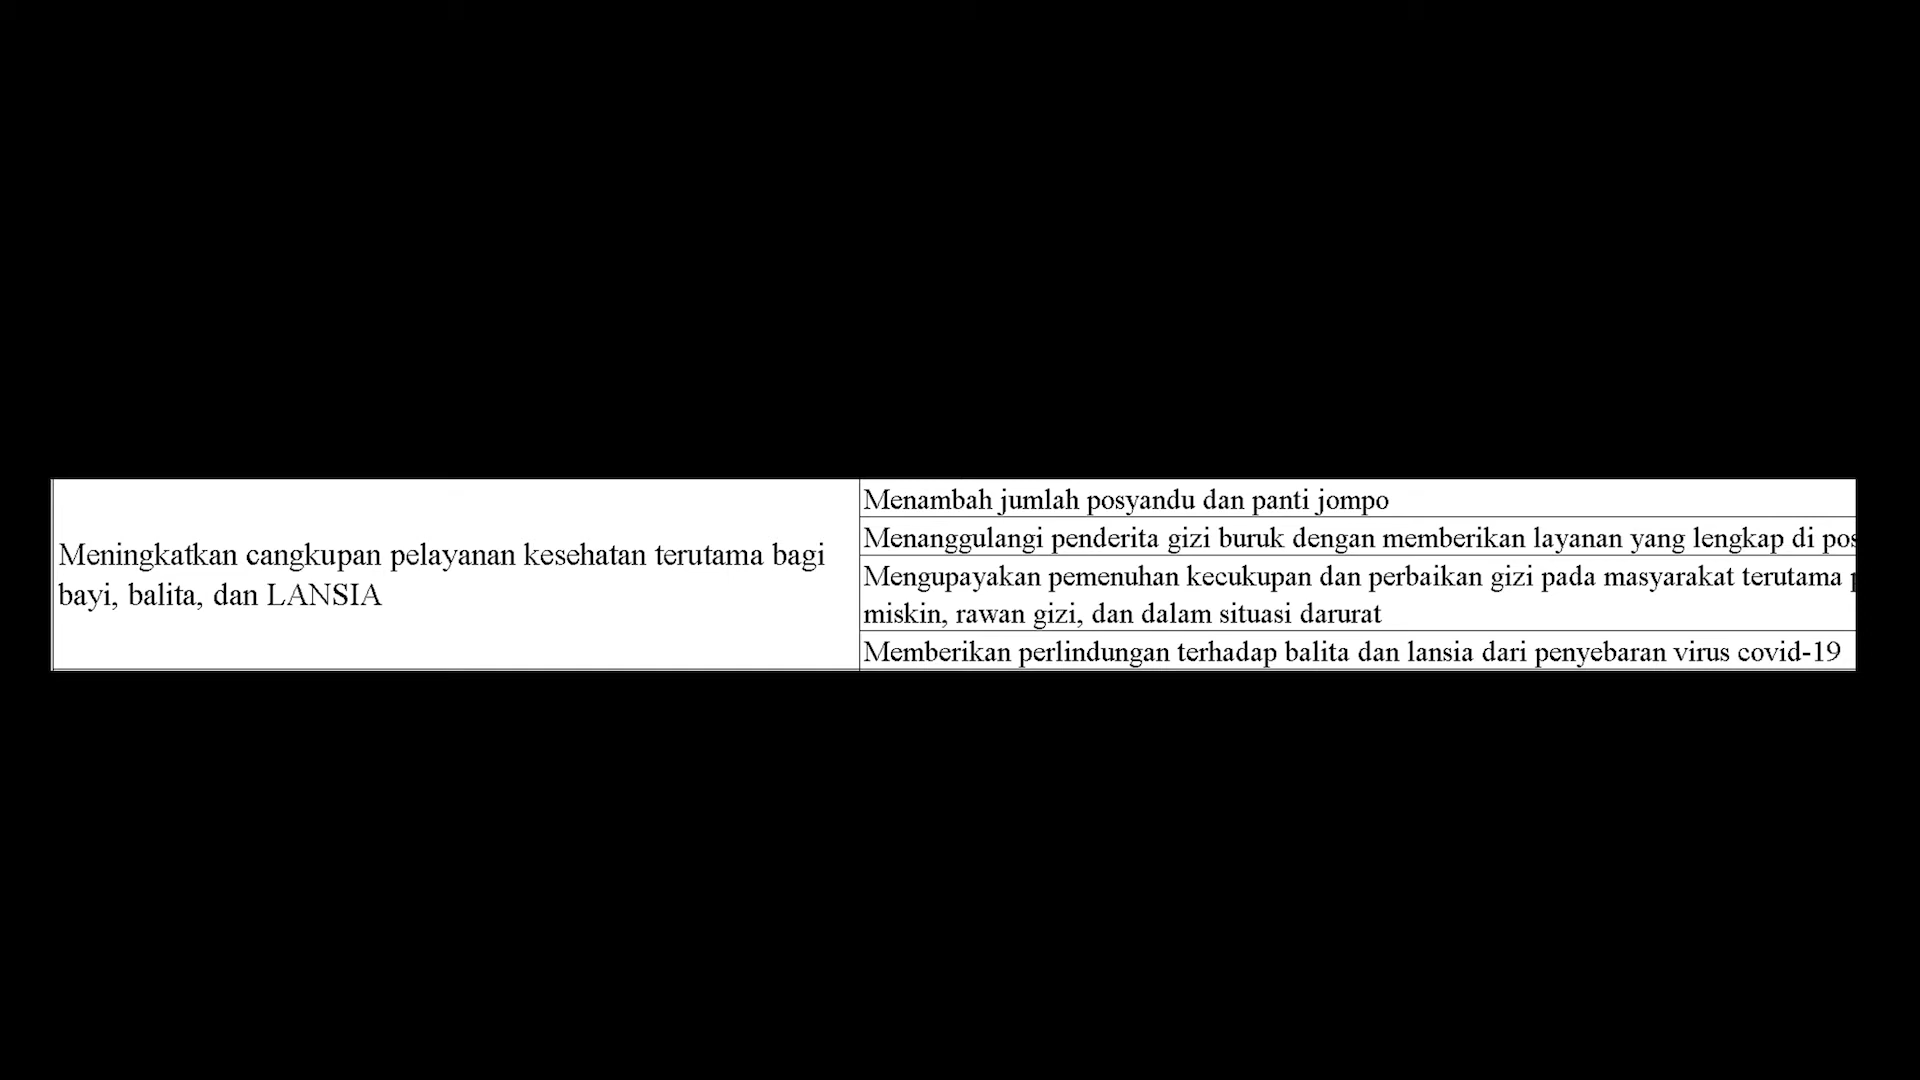 Meningkatkan cangkupan pelayanan kesehatan terutama bagi
bayi, balita, dan LANSIA
Menambah jumlah posyandu dan panti jompo
Menanggulangi penderita gizi buruk dengan memberikan layanan yang lengkap di
Mengupayakan pemenuhan kecukupan dan perbaikan gizi pada masyarakat terutama
miskin, rawan gizi, dan dalam situasi darurat
Memberikan perlindungan terhadap balita dan lansia dari penyebaran virus covid-19